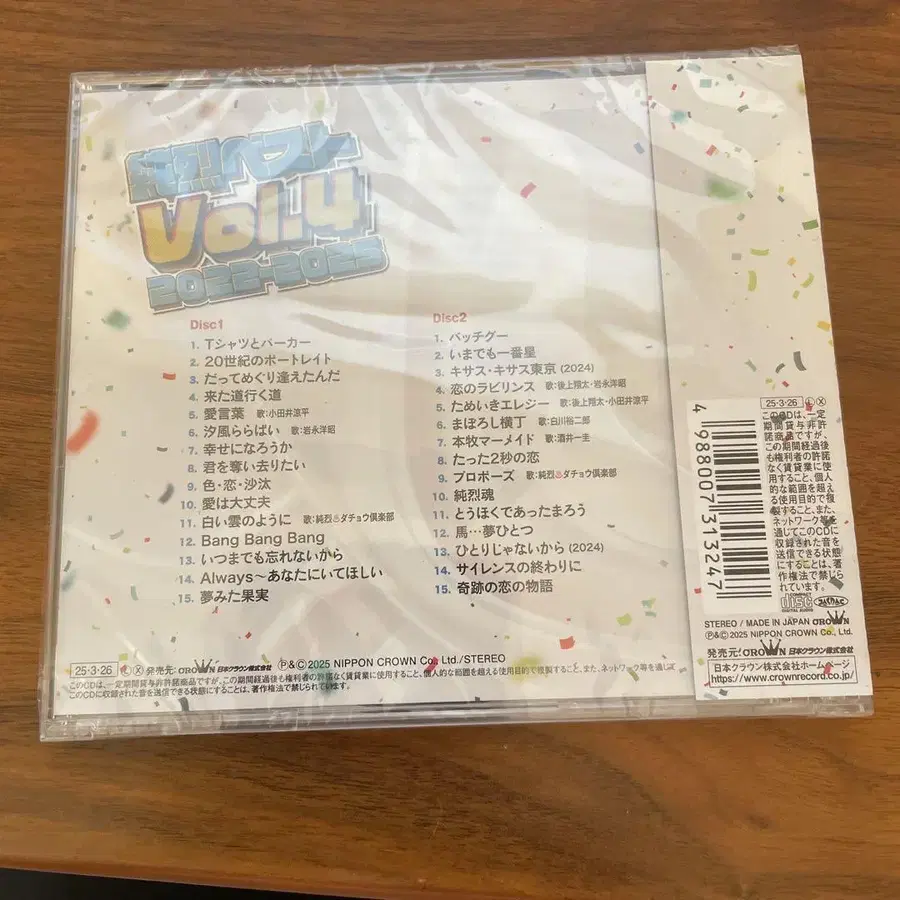 純烈ベスト
Vol.4
2022-2025
Disc1
1. Tシャツとパーカー
2. 20世紀のポートレイト
3. だってめぐり逢えたんだ
4. 来た道行く道
5. 愛言葉 歌:小田井涼平
6. 汐風ららばい 歌:岩永洋昭
7. 幸せになろうか
8. 君を奪い去りたい
9. 色・恋・沙汰
10. 愛は大丈夫
11. 白い雲のように 歌:純烈♨ダチョウ倶楽部
12. Bang Bang Bang
13. いつまでも忘れないから
14. Always〜あなたにいてほしい
15. 夢みた果実
Disc2
1. バッチグー
2. いまでも一番星
3. キサス・キサス東京 (2024)
4. 恋のラビリンス 歌:後上翔太・岩永洋昭
5. ためいきエレジー 歌:後上翔太・小田井涼平
6. まぼろし横丁 歌:白川裕二郎
7. 本牧マーメイド 歌:酒井一圭
8. たった2秒の恋
9. プロポーズ 歌:純烈♨ダチョウ倶楽部
10. 純烈魂
11. とうほくであったまろう
12. 馬…夢ひとつ
13. ひとりじゃないから (2024)
14. サイレンスの終わりに
15. 奇跡の恋の物語
25・3・26 Ⓛ Ⓧ 発売元: CROWN 日本クラウン株式会社 Ⓟ&© 2025 NIPPON CROWN Co., Ltd./STEREO
このCDは、一定期間貸与非許諾商品ですが、この期間経過後も権利者の許諾なく賃貸業に使用すること、個人的な範囲を超える使用目的で複製すること、また、ネットワーク等を通じて
このCDに収録された音を送信できる状態にすることは、著作権法で禁じられています。
4 988007 313247
25・3・26 Ⓛ Ⓧ
このCDは、一定
期間貸与非許
諾商品ですが、
この期間経過後
も権利者の許諾
なく賃貸業に使
用すること、個人
的な範囲を超え
る使用目的で複
製すること、また、
ネットワーク等を
通じてこのCDに
収録された音を
送信できる状態
にすることは、著
作権法で禁じら
れています。
COMPACT
disc
DIGITAL AUDIO
STEREO / MADE IN JAPAN CROWN
Ⓟ&© 2025 NIPPON CROWN Co., Ltd.
発売元: CROWN 日本クラウン株式会社
日本クラウン株式会社ホームページ
https://www.crownrecord.co.jp/